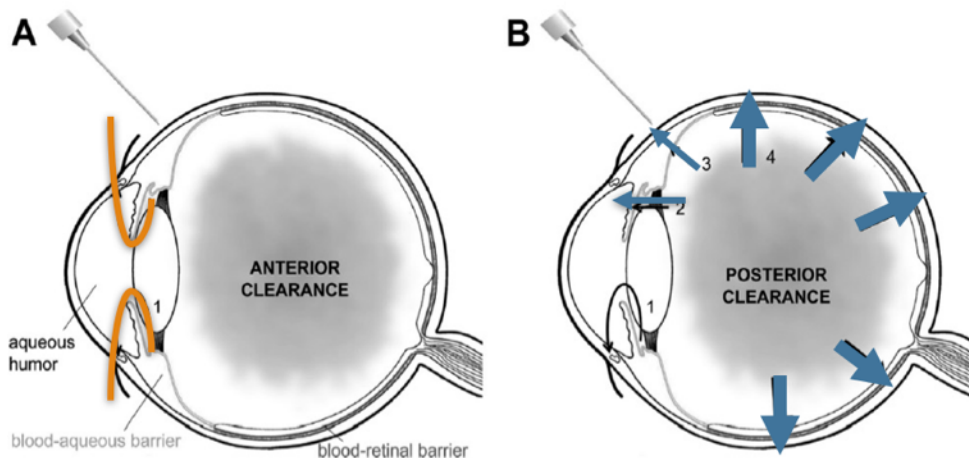 A
ANTERIOR
CLEARANCE
1
aqueous
humor
blood-aqueous barrier
blood-retinal barrier
B
3
4
2
POSTERIOR
CLEARANCE
1